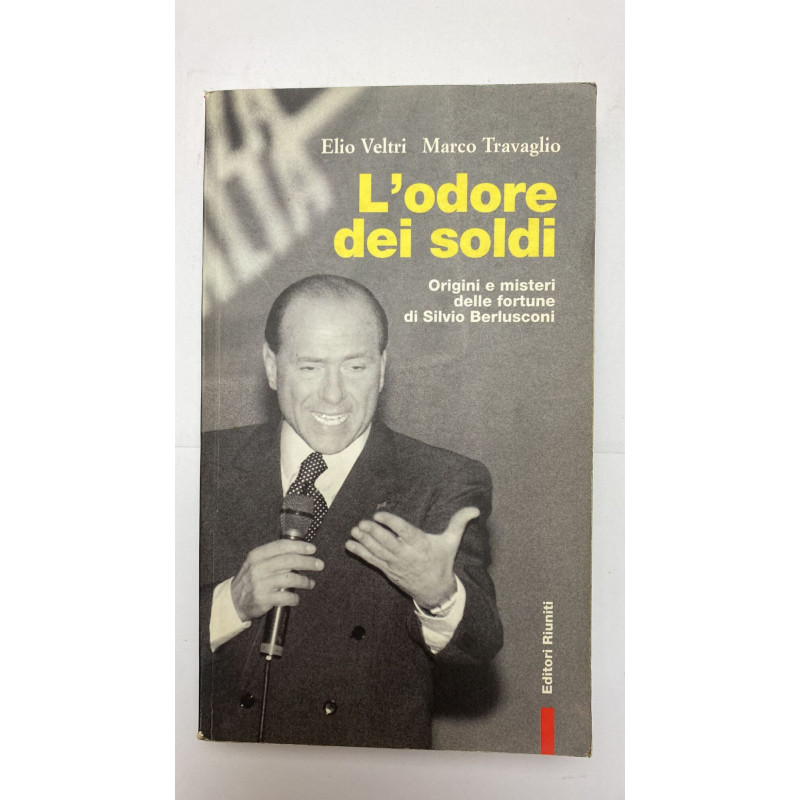 Elio Veltri Marco Travaglio
L'odore
dei soldi
Origini e misteri
delle fortune
di Silvio Berlusconi
Editori Riuniti